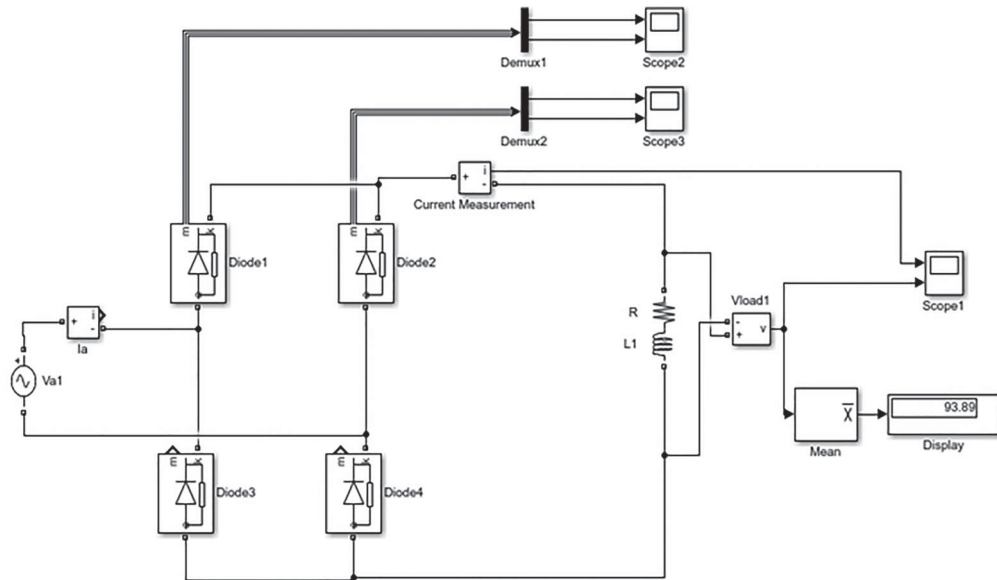 Demux1
Scope2
Demux2
Scope3
+
i
-
Current Measurement
m
k
Diode1
m
k
Diode2
Scope1
+
i
-
Ia
R
L1
Vload1
-
+
v
+
Va1
m
k
Diode3
m
k
Diode4
X
Mean
93.89
Display